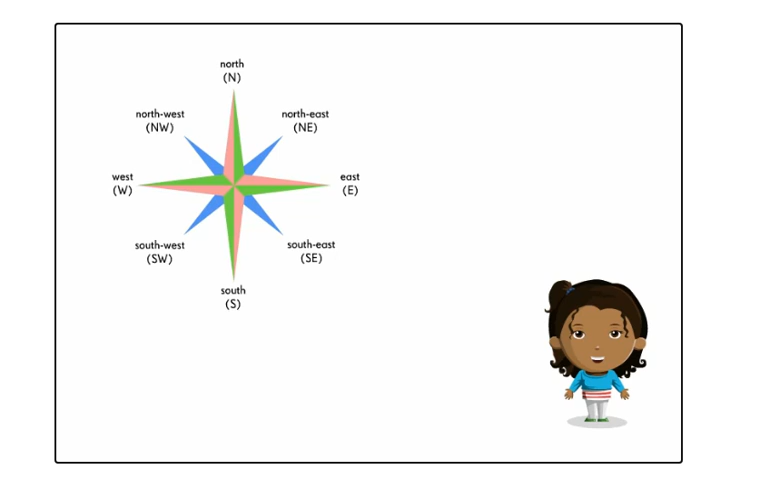 north
(N)
north-west
(NW)
north-east
(NE)
west
(W)
east
(E)
south-west
(SW)
south-east
(SE)
south
(S)